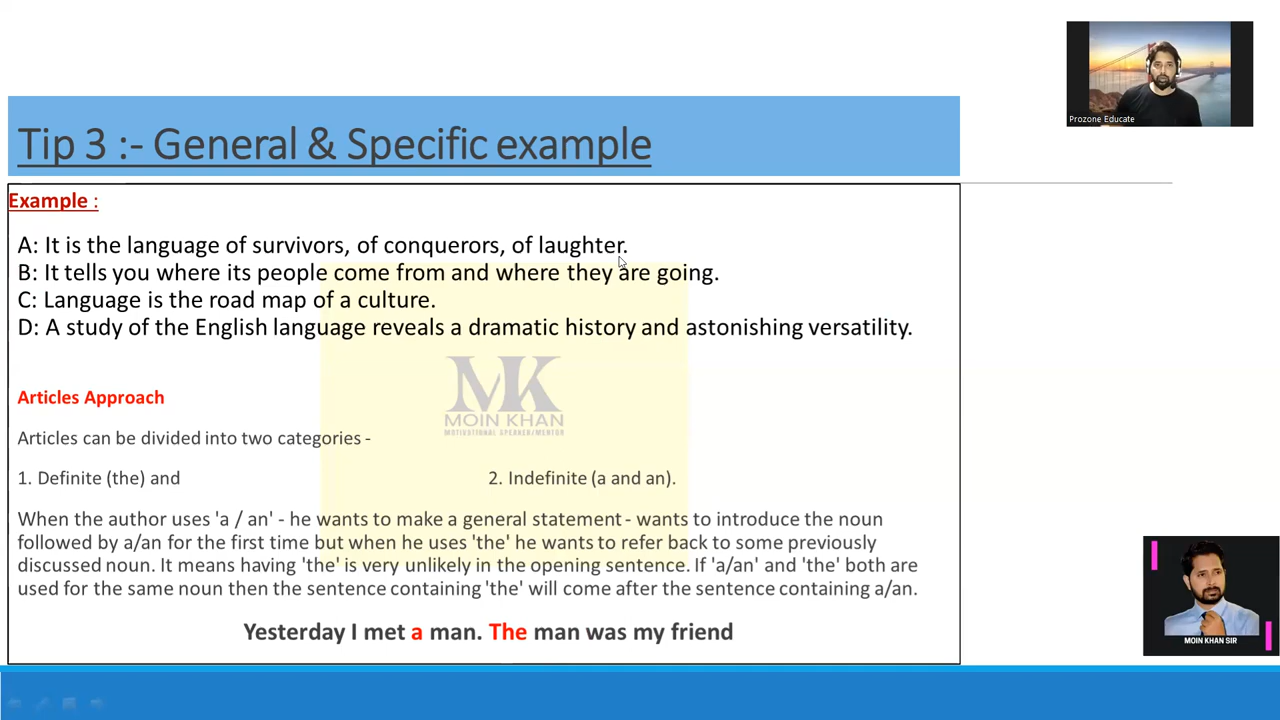 Prozone Educate
Tip 3 :- General & Specific example
Example :
A: It is the language of survivors, of conquerors, of laughter.
B: It tells you where its people come from and where they are going.
C: Language is the road map of a culture.
D: A study of the English language reveals a dramatic history and astonishing versatility.
MK
MOIN KHAN
MOTIVATIONAL SPEAKER/MENTOR
Articles Approach
Articles can be divided into two categories -
1. Definite (the) and 2. Indefinite (a and an).
When the author uses 'a / an' - he wants to make a general statement - wants to introduce the noun
followed by a/an for the first time but when he uses 'the' he wants to refer back to some previously
discussed noun. It means having 'the' is very unlikely in the opening sentence. If 'a/an' and 'the' both are
used for the same noun then the sentence containing 'the' will come after the sentence containing a/an.
Yesterday I met a man. The man was my friend
MOIN KHAN SIR